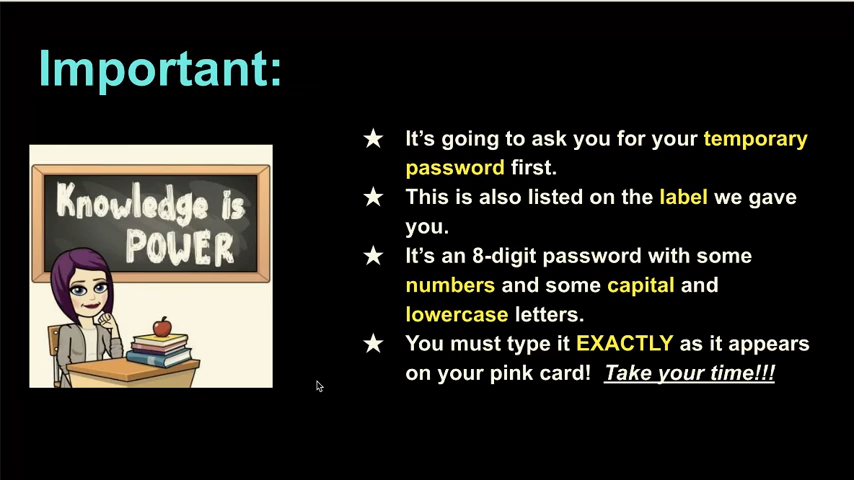 Important:
Knowledge is
POWER
★ It's going to ask you for your temporary
password first.
★ This is also listed on the label we gave
you.
★ It's an 8-digit password with some
numbers and some capital and
lowercase letters.
★ You must type it EXACTLY as it appears
on your pink card!  Take your time!!!